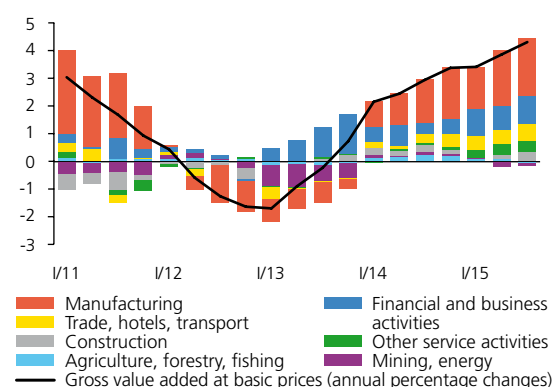 5
4
3
2
1
0
-1
-2
-3
I/11
I/12
I/13
I/14
I/15
Manufacturing
Trade, hotels, transport
Construction
Agriculture, forestry, fishing
Financial and business
activities
Other service activities
Mining, energy
Gross value added at basic prices (annual percentage changes)